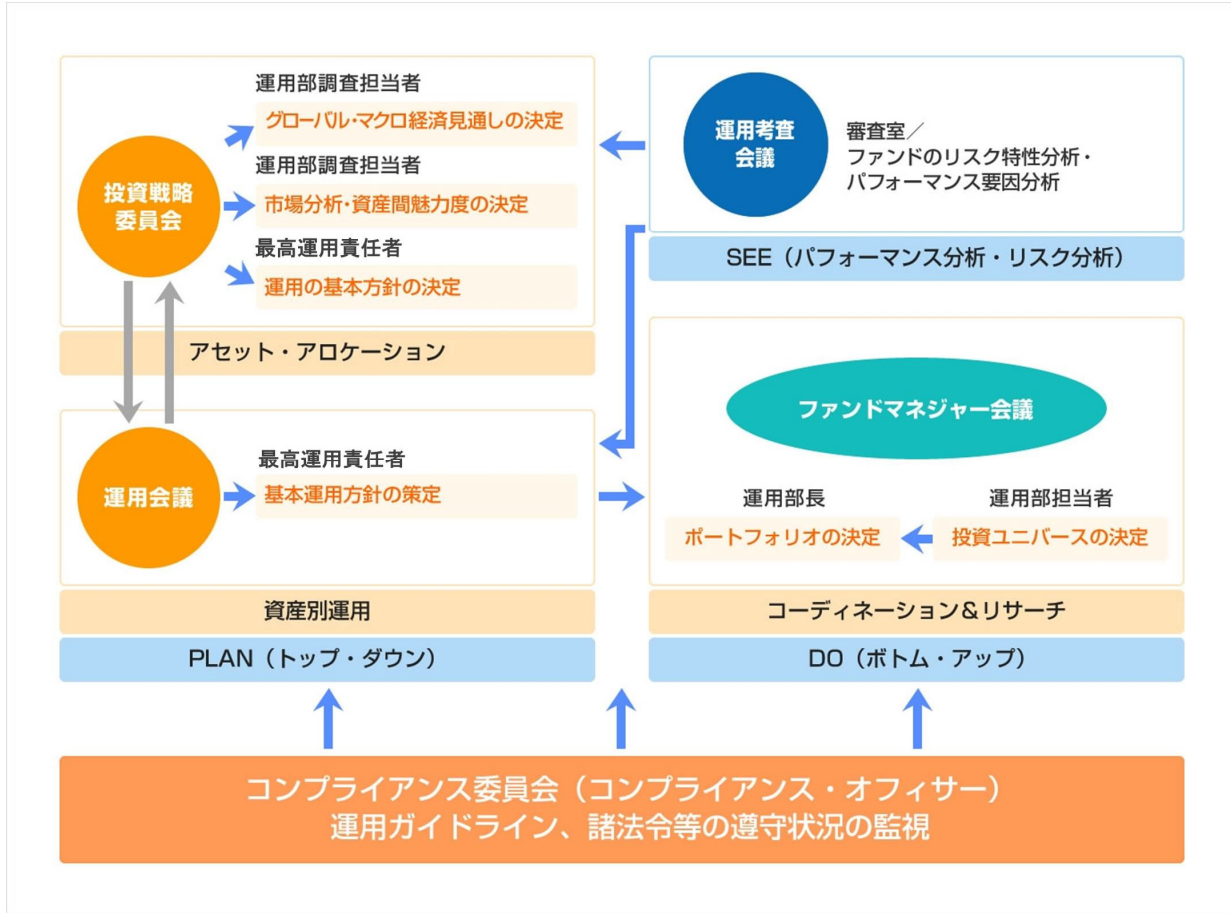 運用部調査担当者
グローバル・マクロ経済見通しの決定
投資戦略
委員会
運用部調査担当者
市場分析・資産間魅力度の決定
最高運用責任者
運用の基本方針の決定
アセット・アロケーション
運用考査
会議
審査室／
ファンドのリスク特性分析・
パフォーマンス要因分析
SEE（パフォーマンス分析・リスク分析）
運用会議
最高運用責任者
基本運用方針の策定
資産別運用
PLAN（トップ・ダウン）
ファンドマネジャー会議
運用部長
ポートフォリオの決定
運用部担当者
投資ユニバースの決定
コーディネーション＆リサーチ
DO（ボトム・アップ）
コンプライアンス委員会（コンプライアンス・オフィサー）
運用ガイドライン、諸法令等の遵守状況の監視